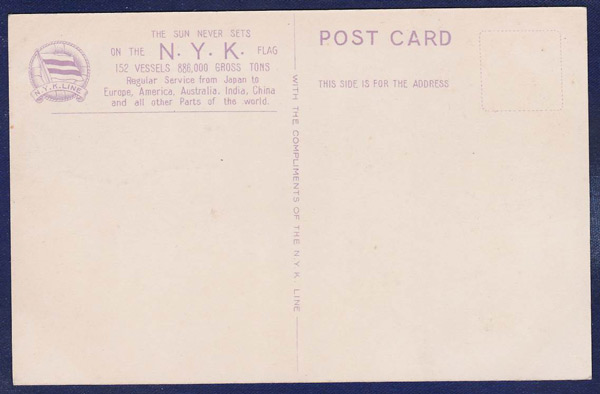 THE SUN NEVER SETS
ON THE N. Y. K. FLAG
152 VESSELS 886,000 GROSS TONS
Regular Service from Japan to
Europe, America, Australia, India, China
and all other Parts of the world.
N.Y.K. LINE
WITH THE COMPLIMENTS OF THE N.Y.K. LINE
POST CARD
THIS SIDE IS FOR THE ADDRESS